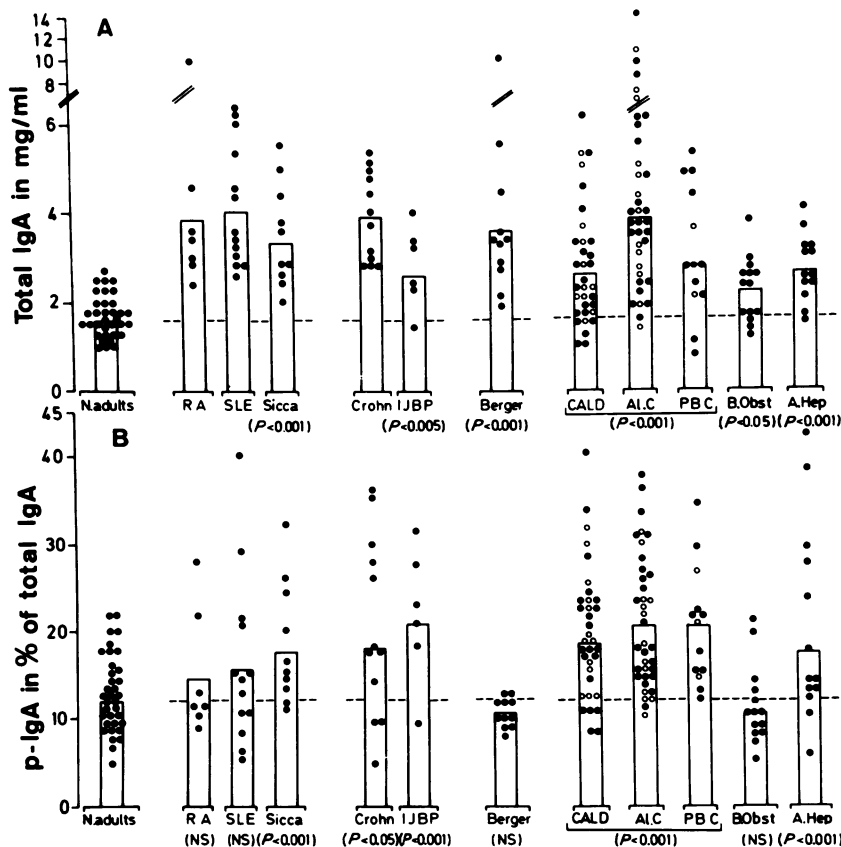 A
Total IgA in mg/ml
14
12
10
8
6
4
2
0
N.adults RA SLE Sicca Crohn IJBP Berger CALD Al.C PBC B.Obst A.Hep
(P<0.001) (P<0.005) (P<0.001) (P<0.001) (P<0.05) (P<0.001)
B
p-IgA in % of total IgA
45
40
30
20
10
0
N.adults RA SLE Sicca Crohn IJBP Berger CALD Al.C PBC B.Obst A.Hep
(NS) (NS) (P<0.001) (P<0.05) (P<0.001) (NS) (P<0.001) (NS) (P<0.001)